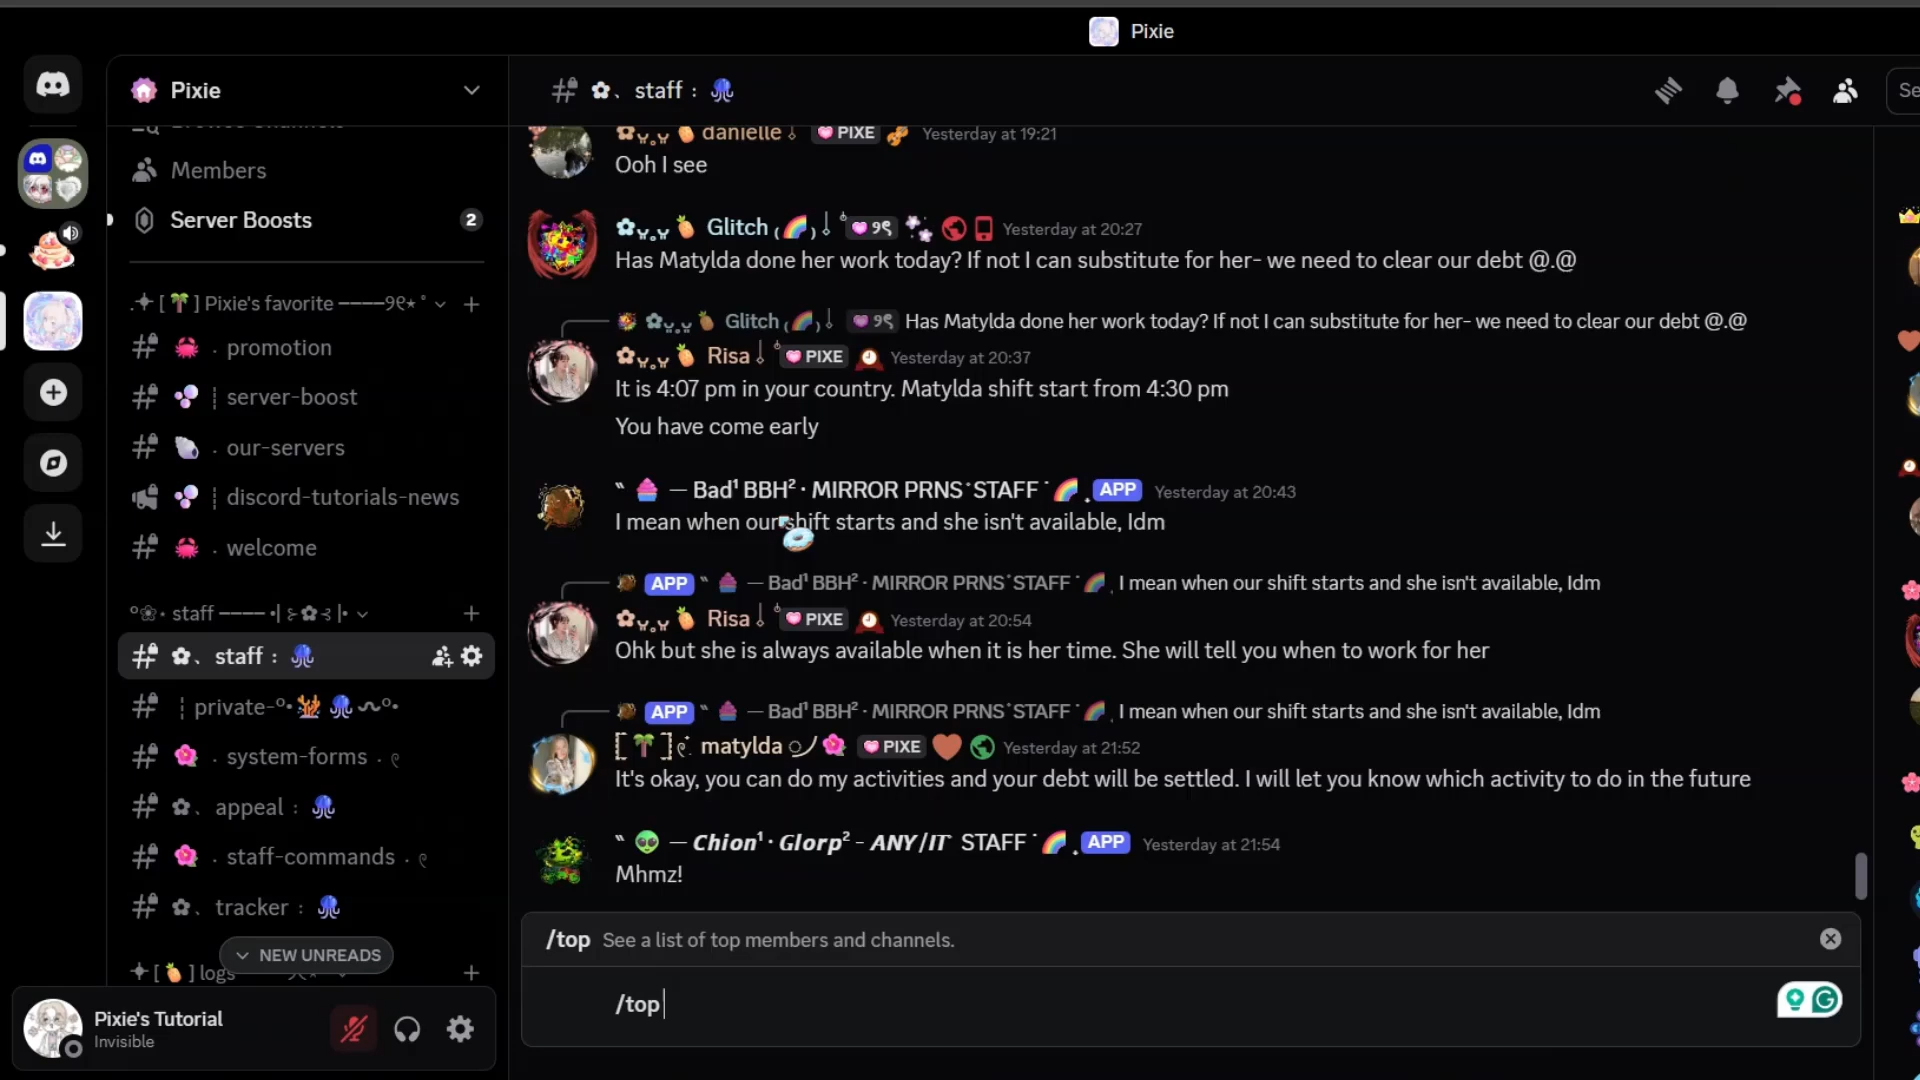 Pixie
Pixie
Members
Server Boosts
2
Pixie's favorite
promotion
server-boost
our-servers
discord-tutorials-news
welcome
staff
staff :
private-
system-forms
appeal :
staff-commands
tracker :
NEW UNREADS
logs
Pixie's Tutorial
Invisible
staff :
danielle PIXE Yesterday at 19:21
Ooh I see
Glitch Yesterday at 20:27
Has Matylda done her work today? If not I can substitute for her- we need to clear our debt @.@
Glitch Has Matylda done her work today? If not I can substitute for her- we need to clear our debt @.@
Risa PIXE Yesterday at 20:37
It is 4:07 pm in your country. Matylda shift start from 4:30 pm
You have come early
— Bad¹ BBH² · MIRROR PRNS STAFF APP Yesterday at 20:43
I mean when our shift starts and she isn't available, Idm
APP — Bad¹ BBH² · MIRROR PRNS STAFF I mean when our shift starts and she isn't available, Idm
Risa PIXE Yesterday at 20:54
Ohk but she is always available when it is her time. She will tell you when to work for her
APP — Bad¹ BBH² · MIRROR PRNS STAFF I mean when our shift starts and she isn't available, Idm
matylda PIXE Yesterday at 21:52
It's okay, you can do my activities and your debt will be settled. I will let you know which activity to do in the future
— Chion¹ · Glorp² - ANY/IT STAFF APP Yesterday at 21:54
Mhmz!
/top See a list of top members and channels.
/top